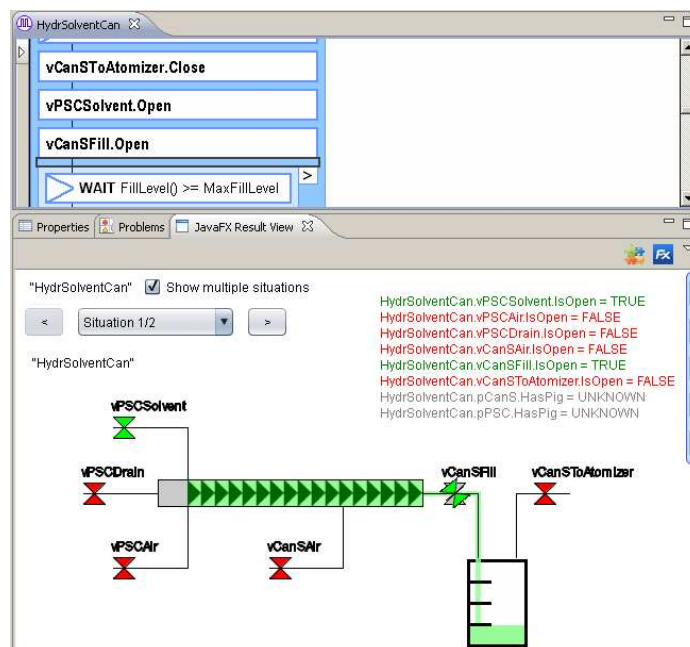 HydrSolventCan
vCanSToAtomizer.Close
vPSCSolvent.Open
vCanSFill.Open
>
WAIT FillLevel() >= MaxFillLevel
Properties Problems JavaFX Result View
Fx
"HydrSolventCan" Show multiple situations
< Situation 1/2 >
HydrSolventCan.vPSCSolvent.IsOpen = TRUE
HydrSolventCan.vPSCAir.IsOpen = FALSE
HydrSolventCan.vPSCDrain.IsOpen = FALSE
HydrSolventCan.vCanSAir.IsOpen = FALSE
HydrSolventCan.vCanSFill.IsOpen = TRUE
HydrSolventCan.vCanSToAtomizer.IsOpen = FALSE
HydrSolventCan.pCanS.HasPig = UNKNOWN
HydrSolventCan.pPSC.HasPig = UNKNOWN
"HydrSolventCan"
vPSCSolvent
vPSCDrain
vCanSFill
vCanSToAtomizer
vPSCAir
vCanSAir